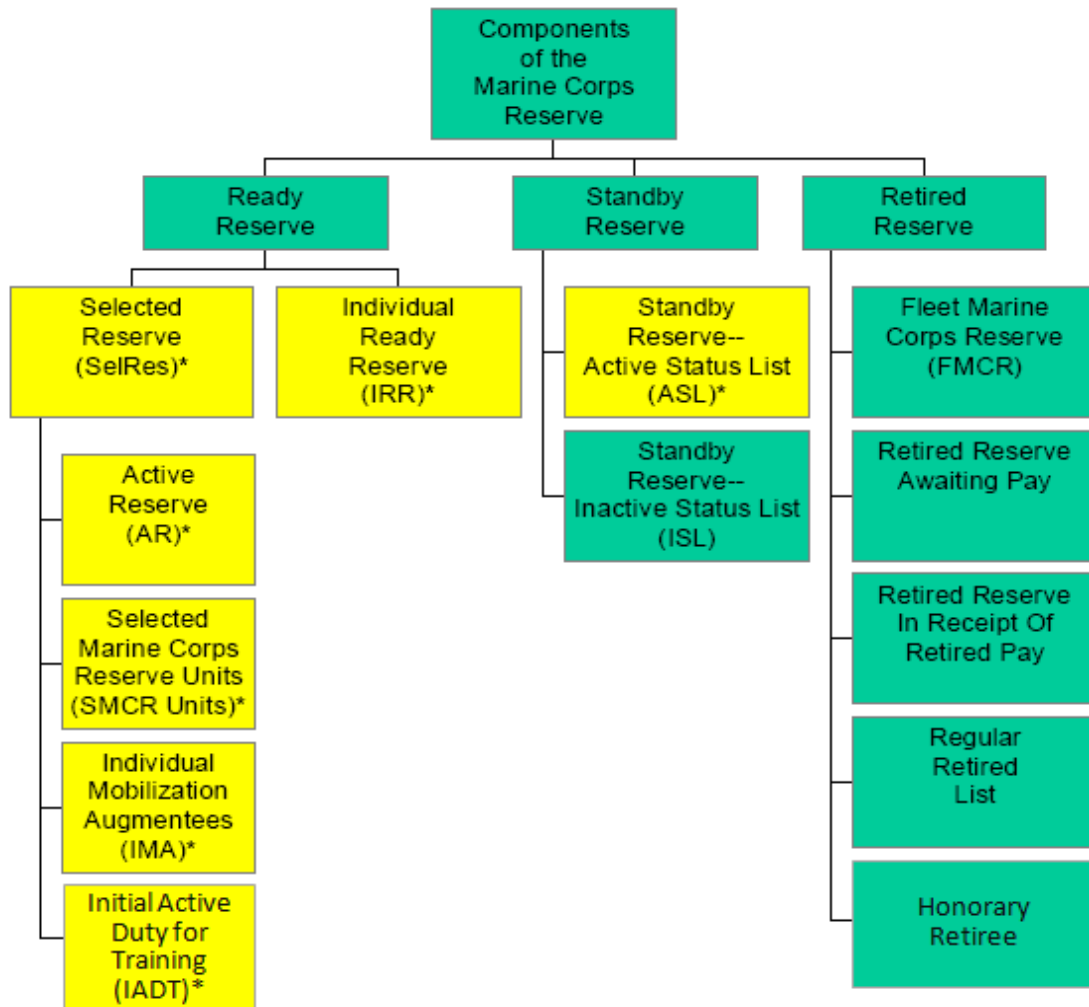 Components
of the
Marine Corps
Reserve
Ready
Reserve
Standby
Reserve
Retired
Reserve
Selected
Reserve
(SelRes)*
Individual
Ready
Reserve
(IRR)*
Standby
Reserve--
Active Status List
(ASL)*
Fleet Marine
Corps Reserve
(FMCR)
Active
Reserve
(AR)*
Standby
Reserve--
Inactive Status List
(ISL)
Retired Reserve
Awaiting Pay
Selected
Marine Corps
Reserve Units
(SMCR Units)*
Retired Reserve
In Receipt Of
Retired Pay
Individual
Mobilization
Augmentees
(IMA)*
Regular
Retired
List
Initial Active
Duty for
Training
(IADT)*
Honorary
Retiree